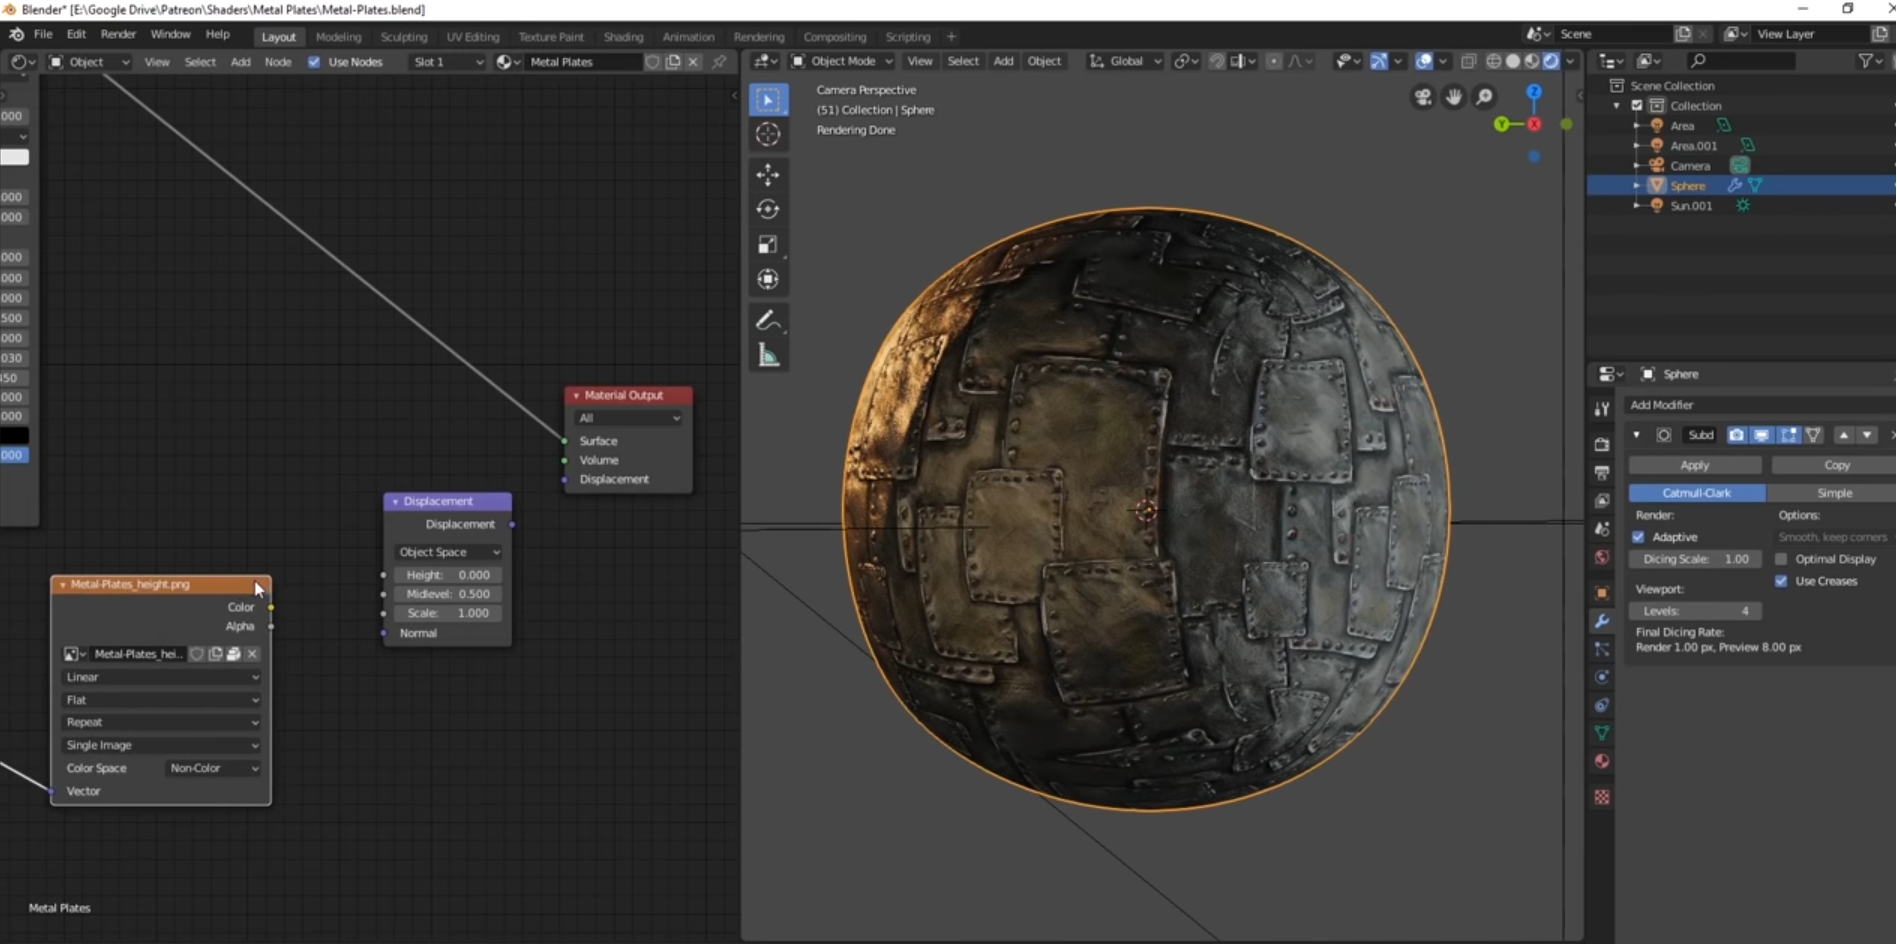 Blender* [E:\Google Drive\Patreon\Shaders\Metal Plates\Metal-Plates.blend]
File Edit Render Window Help Layout Modeling Sculpting UV Editing Texture Paint Shading Animation Rendering Compositing Scripting + Scene View Layer
Object View Select Add Node Use Nodes Slot 1 Metal Plates
Object Mode View Select Add Object Global
Camera Perspective
(51) Collection | Sphere
Rendering Done
Z
Y
X
Scene Collection
Collection
Area
Area.001
Camera
Sphere
Sun.001
000
000
000
000
000
000
500
000
030
450
000
000
000
Material Output
All
Surface
Volume
Displacement
Displacement
Displacement
Object Space
Height: 0.000
Midlevel: 0.500
Scale: 1.000
Normal
Metal-Plates_height.png
Color
Alpha
Metal-Plates_hei..
Linear
Flat
Repeat
Single Image
Color Space Non-Color
Vector
Metal Plates
Sphere
Add Modifier
Subd
Apply Copy
Catmull-Clark Simple
Render: Options:
Adaptive Smooth, keep corners
Dicing Scale: 1.00 Optimal Display
Use Creases
Viewport:
Levels: 4
Final Dicing Rate:
Render 1.00 px, Preview 8.00 px